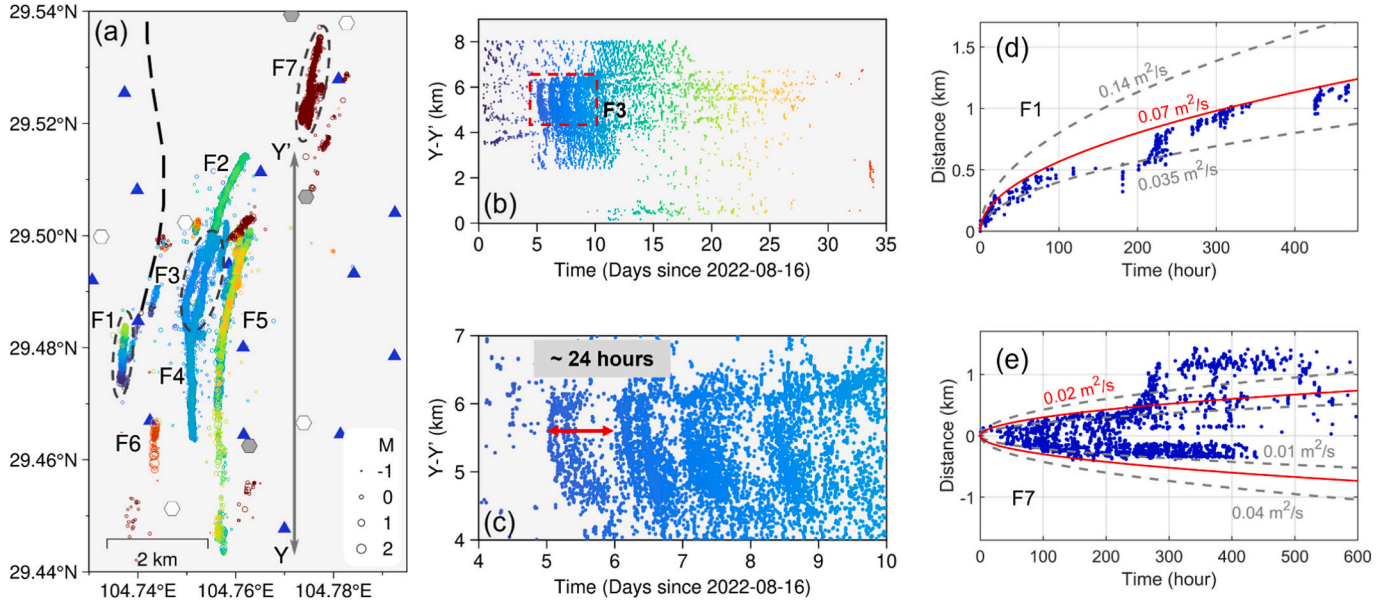 (a)
29.54°N
29.52°N
29.50°N
29.48°N
29.46°N
29.44°N
104.74°E
104.76°E
104.78°E
F7
Y'
F2
F3
F1
F5
F4
F6
Y
2 km
M
-1
0
1
2
(b)
Y-Y' (km)
8
6
4
2
0
F3
0 5 10 15 20 25 30 35
Time (Days since 2022-08-16)
(c)
Y-Y' (km)
7
6
5
4
~ 24 hours
4 5 6 7 8 9 10
Time (Days since 2022-08-16)
(d)
Distance (km)
1.5
1
0.5
0
0.14 m²/s
F1
0.07 m²/s
0.035 m²/s
0 100 200 300 400
Time (hour)
(e)
Distance (km)
1
0
-1
0.02 m²/s
0.01 m²/s
F7
0.04 m²/s
0 100 200 300 400 500 600
Time (hour)